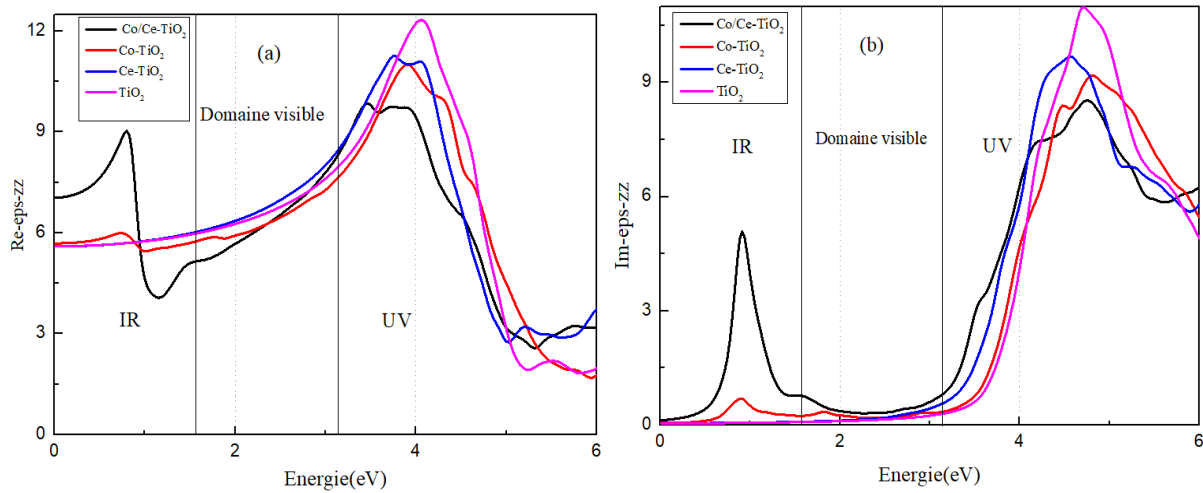 Co/Ce-TiO₂
Co-TiO₂
Ce-TiO₂
TiO₂
(a)
Domaine visible
IR
UV
Re-eps-zz
12
9
6
3
0
0
2
4
6
Energie(eV)
Co/Ce-TiO₂
Co-TiO₂
Ce-TiO₂
TiO₂
(b)
IR
Domaine visible
UV
Im-eps-zz
9
6
3
0
0
2
4
6
Energie(eV)